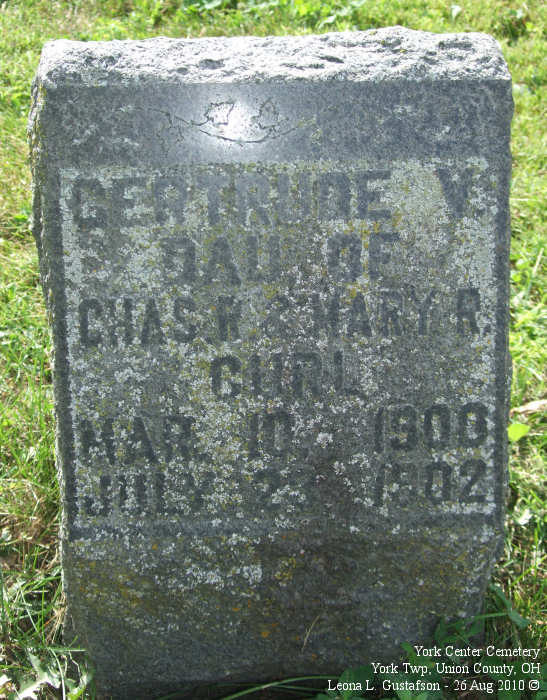 GERTRUDE V.
DAU OF
CHAS. K. & MARY R.
CURL
MAR. 10, 1900
JULY 1902
York Center Cemetery
York Twp, Union County, OH
Leona L. Gustafson - 26 Aug 2010 ©